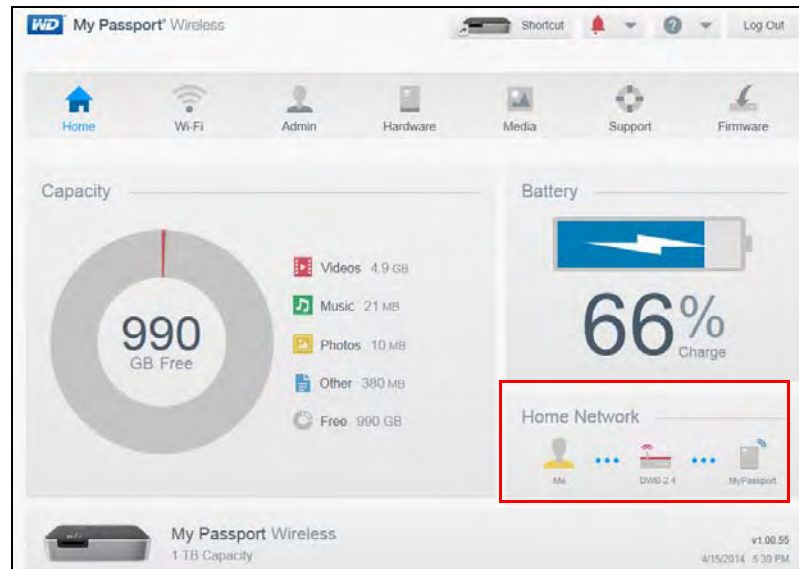 WD My Passport® Wireless
Shortcut
Log Out
Home
Wi-Fi
Admin
Hardware
Media
Support
Firmware
Capacity
990
GB Free
Videos 4.9 GB
Music 21 MB
Photos 10 MB
Other 380 MB
Free 990 GB
Battery
66%
Charge
Home Network
Me
MyPassport
My Passport Wireless
1 TB Capacity
v1.00.55
4/15/2014 5:39 PM